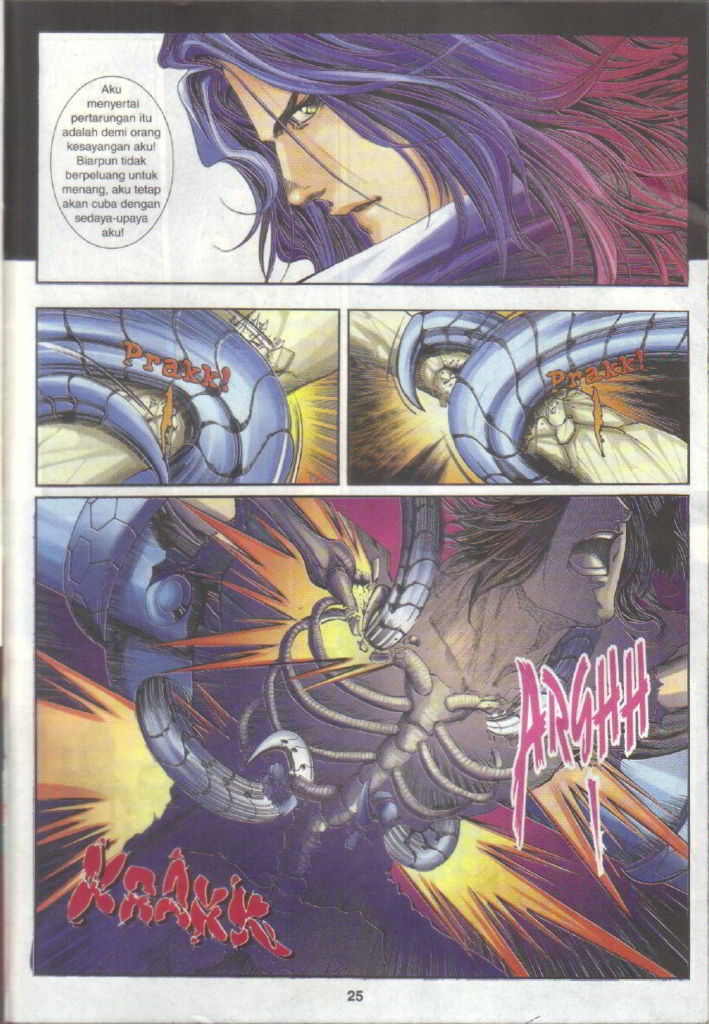 Aku
menyertai
pertarungan itu
adalah demi orang
kesayangan aku!
Biarpun tidak
berpeluang untuk
menang, aku tetap
akan cuba dengan
sedaya-upaya
aku!
Prakk!
Prakk!
ARGHH!
KRAKK
25